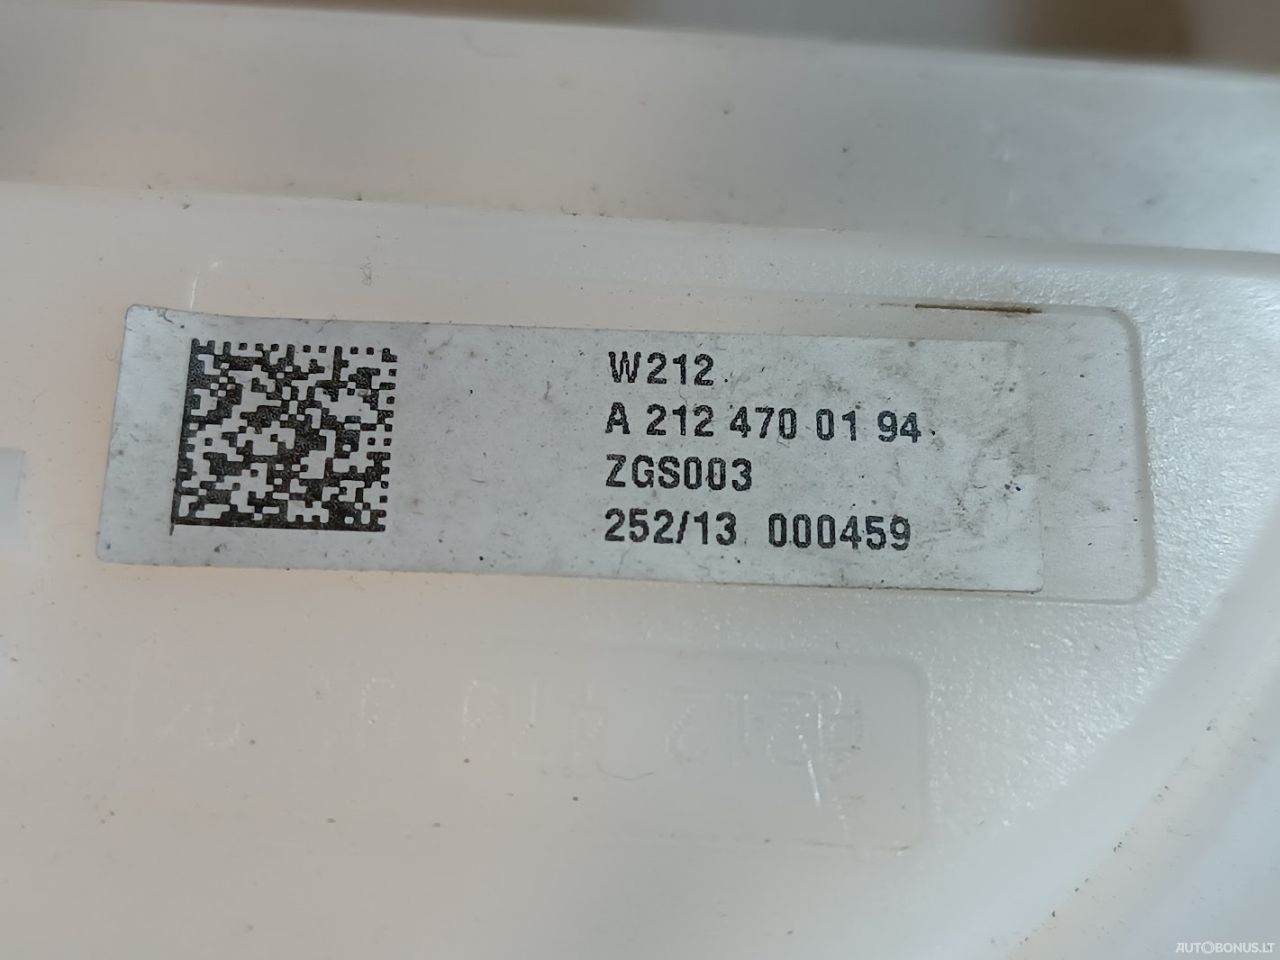 W212
A 212 470 01 94
ZGS003
252/13 000459
AUTOBONUS.LT